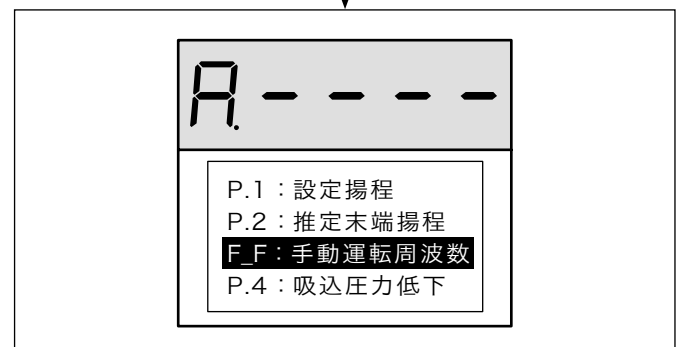 A.----
P.1：設定揚程
P.2：推定末端揚程
F_F：手動運転周波数
P.4：吸込圧力低下